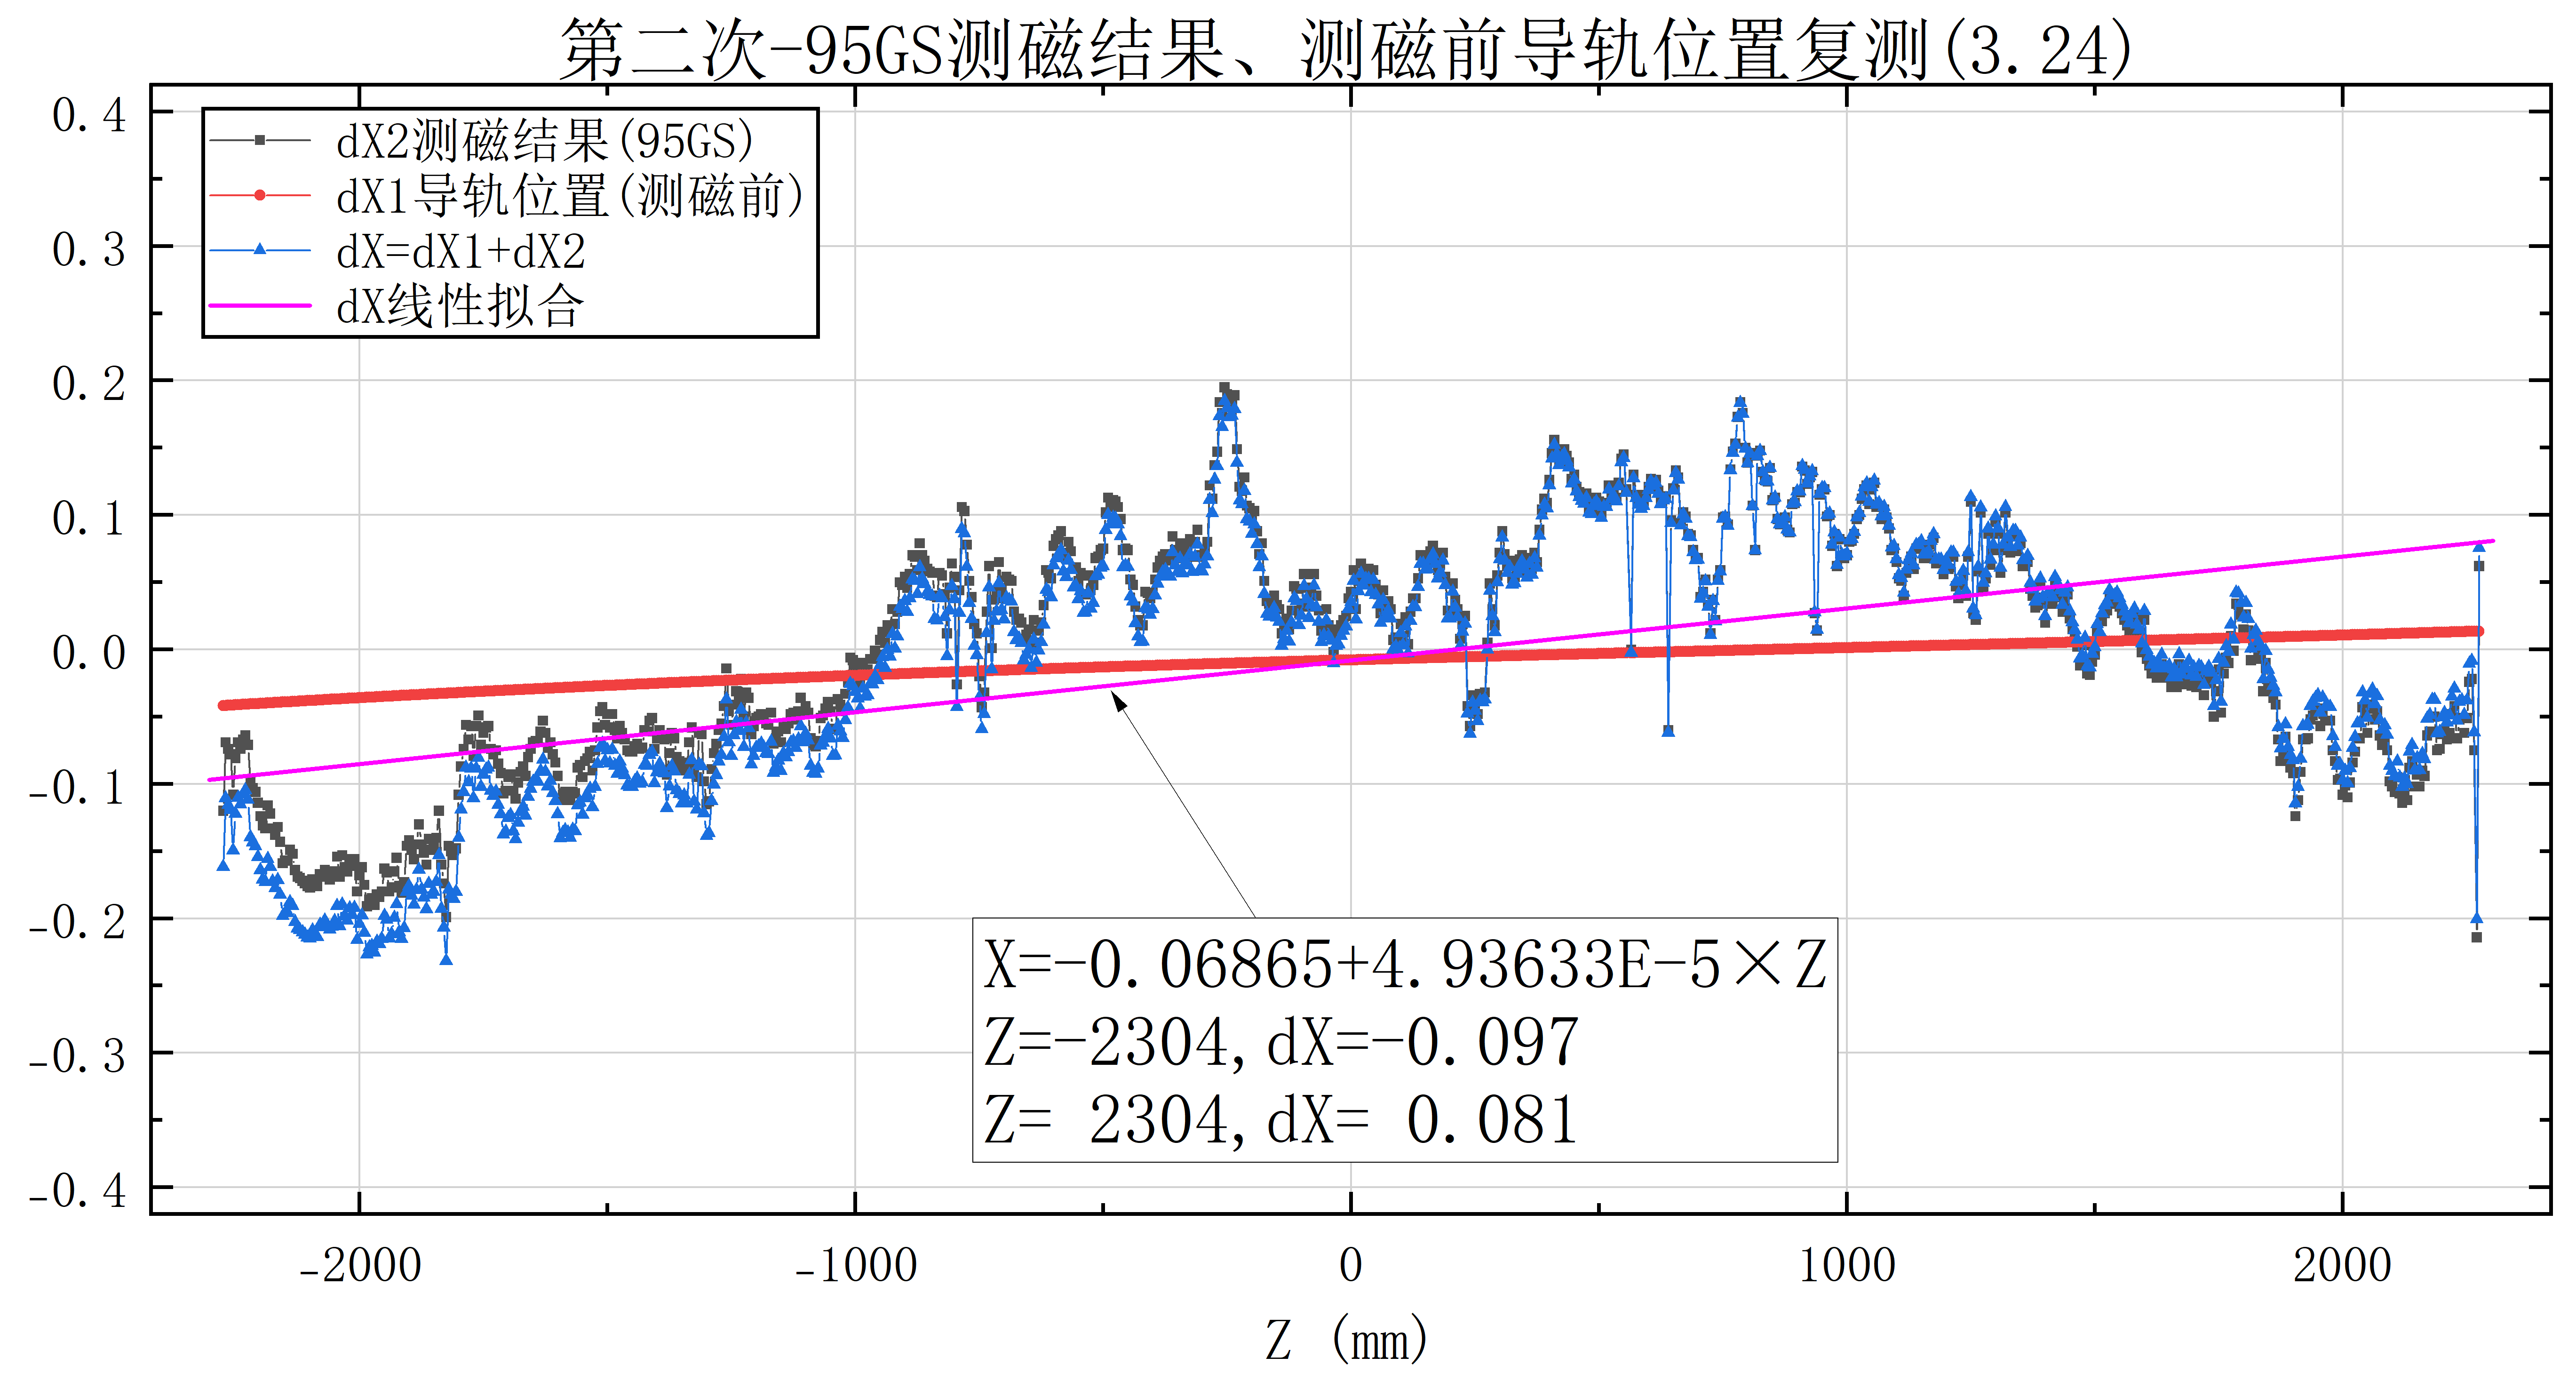 第二次-95GS测磁结果、测磁前导轨位置复测(3.24)
dX2测磁结果(95GS)
dX1导轨位置(测磁前)
dX=dX1+dX2
dX线性拟合
0.4
0.3
0.2
0.1
0.0
-0.1
-0.2
-0.3
-0.4
X=-0.06865+4.93633E-5×Z
Z=-2304,dX=-0.097
Z= 2304,dX= 0.081
-2000
-1000
0
1000
2000
Z (mm)